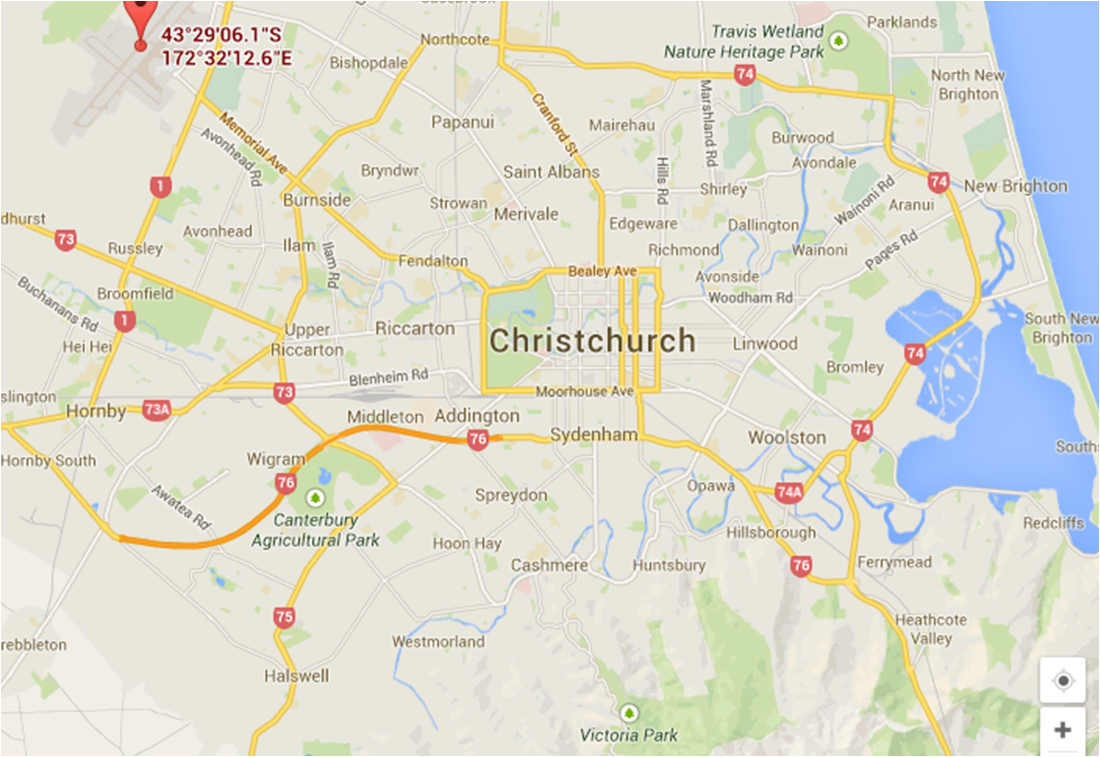 Casebrook
Parklands
43°29'06.1"S
172°32'12.6"E
Northcote
Travis Wetland
Nature Heritage Park
Bishopdale
74
North New
Brighton
Memorial Ave
Avonhead Rd
Papanui
Cranford St
Mairehau
Marshland Rd
Burwood
Avondale
Bryndwr
Saint Albans
Hills Rd
1
Burnside
Strowan
Merivale
Shirley
Wainoni Rd
74
New Brighton
Aranui
dhurst
73
Russley
Avonhead
Ilam
Ilam Rd
Edgeware
Dallington
Richmond
Wainoni
Pages Rd
Fendalton
Bealey Ave
Avonside
Buchanans Rd
Broomfield
Woodham Rd
1
Hei Hei
Upper
Riccarton
Riccarton
Christchurch
Linwood
South New
Brighton
74
Bromley
slington
Hornby
73A
73
Blenheim Rd
Moorhouse Ave
Middleton
Addington
76
Sydenham
Woolston
74
Hornby South
Wigram
76
South
Awatea Rd
Canterbury
Agricultural Park
Spreydon
Opawa
74A
Redcliffs
Hoon Hay
Hillsborough
Cashmere
Huntsbury
76
Ferrymead
75
Heathcote
Valley
rebbleton
Westmorland
Halswell
Victoria Park
+